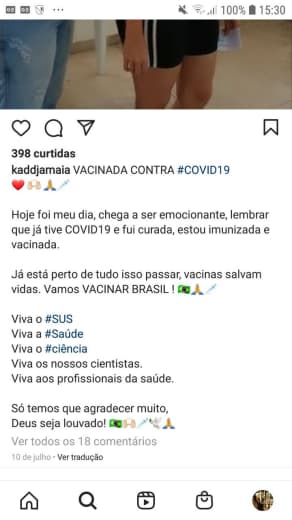 100% 15:30
398 curtidas
kaddjamaia VACINADA CONTRA #COVID19
❤️🙌🏻🙏🏽💉
Hoje foi meu dia, chega a ser emocionante, lembrar
que já tive COVID19 e fui curada, estou imunizada e
vacinada.
Já está perto de tudo isso passar, vacinas salvam
vidas. Vamos VACINAR BRASIL ! 🇧🇷🙏🏽💉
Viva o #SUS
Viva a #Saúde
Viva o #ciência
Viva os nossos cientistas.
Viva aos profissionais da saúde.
Só temos que agradecer muito,
Deus seja louvado! 🇧🇷🙌🏻💉🕊️🙏🏽
Ver todos os 18 comentários
10 de julho • Ver tradução